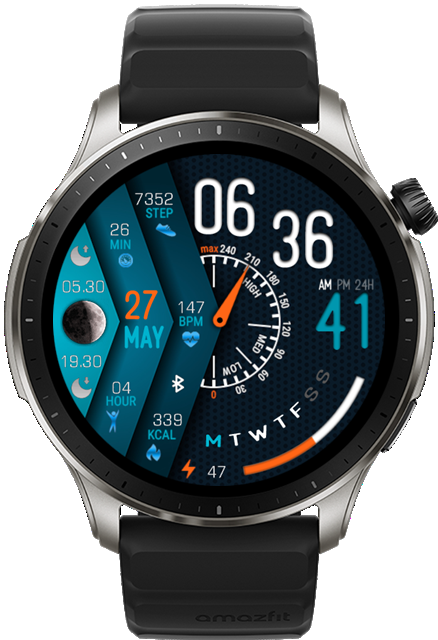 7352
STEP
06
36
26
MIN
max 240
210
180
150
120
90
60
30
0
HIGH
MED
LOW
AM PM 24H
41
05.30
27
MAY
147
BPM
19.30
04
HOUR
339
KCAL
M T W T F S S
47
amazfit